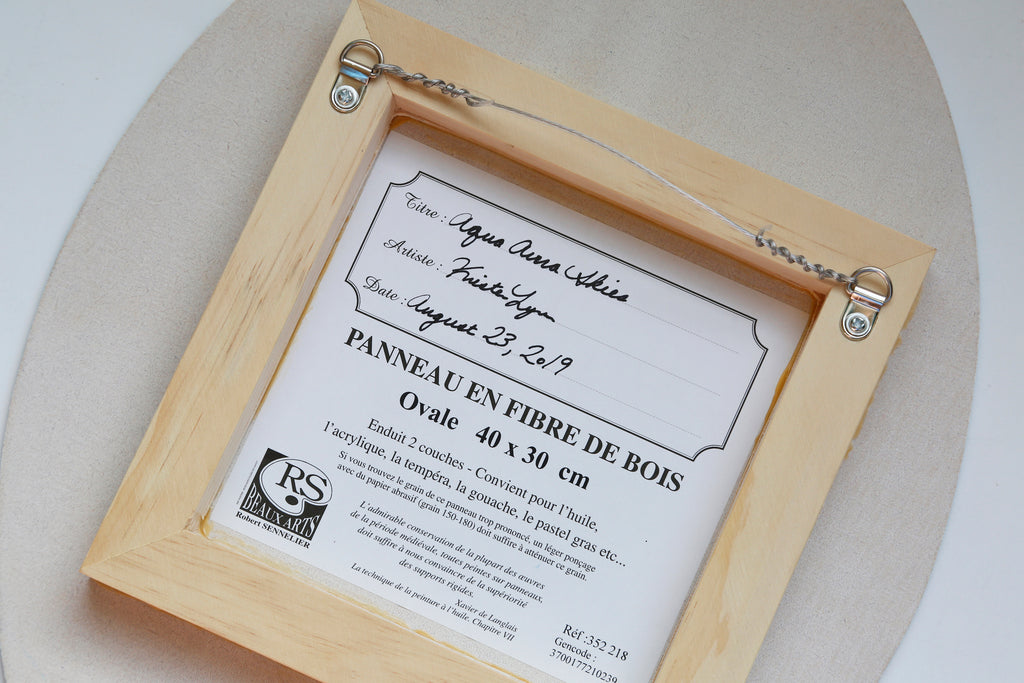 Titre : Aqua Aura Skies
Artiste : Kristen Lynn
Date : August 23, 2019
PANNEAU EN FIBRE DE BOIS
Ovale 40 x 30 cm
Enduit 2 couches - Convient pour l'huile,
l'acrylique, la tempéra, la gouache, le pastel gras etc...
Si vous trouvez le grain de ce panneau trop prononcé, un léger ponçage
avec du papier abrasif (grain 150-180) doit suffire à atténuer ce grain.
L'admirable conservation de la plupart des œuvres
de la période médiévale, toutes peintes sur panneaux,
doit suffire à nous convaincre de la supériorité
des supports rigides.
Xavier de Langlais
La technique de la peinture à l'huile. Chapitre VII
RS
BEAUX ARTS
Robert SENNELIER
Réf :352 218
Gencode :
3700177210239